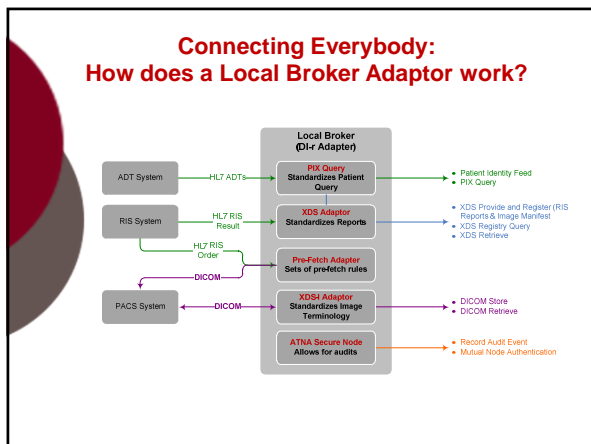 Connecting Everybody:
How does a Local Broker Adaptor work?
Local Broker
(DI-r Adapter)
ADT System
HL7 ADTs
PIX Query
Standardizes Patient
Query
Patient Identity Feed
PIX Query
RIS System
HL7 RIS
Result
XDS Adaptor
Standardizes Reports
XDS Provide and Register (RIS
Reports & Image Manifest
XDS Registry Query
XDS Retrieve
HL7 RIS
Order
Pre-Fetch Adapter
Sets of pre-fetch rules
DICOM
PACS System
DICOM
XDS-I Adaptor
Standardizes Image
Terminology
DICOM Store
DICOM Retrieve
ATNA Secure Node
Allows for audits
Record Audit Event
Mutual Node Authentication